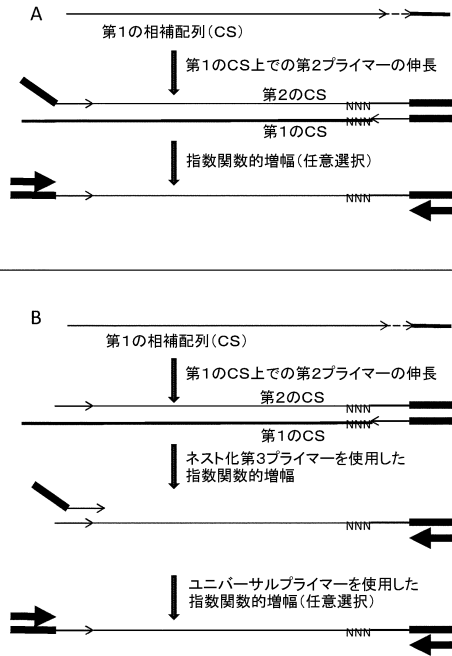 A
第1の相補配列(CS)
第1のCS上での第2プライマーの伸長
第2のCS
NNN
NNN
第1のCS
指数関数的増幅(任意選択)
NNN
B
第1の相補配列(CS)
第1のCS上での第2プライマーの伸長
第2のCS
NNN
NNN
第1のCS
ネスト化第3プライマーを使用した
指数関数的増幅
NNN
ユニバーサルプライマーを使用した
指数関数的増幅(任意選択)
NNN